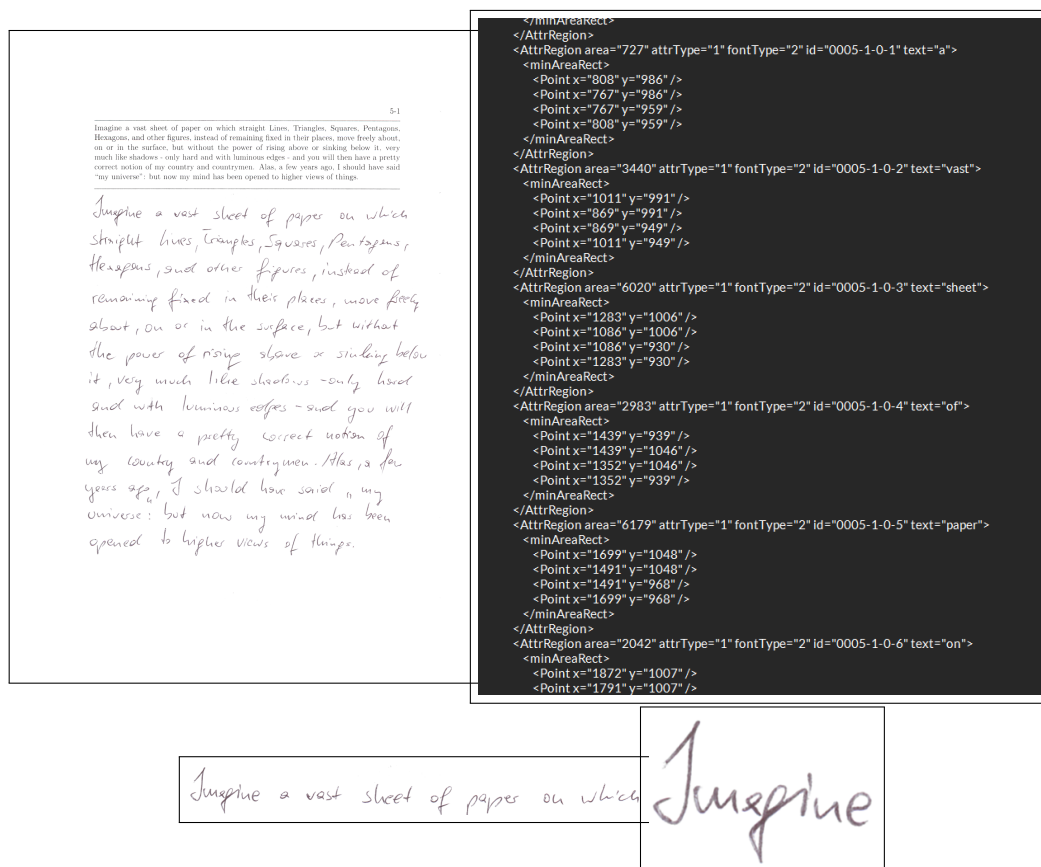 5-1
Imagine a vast sheet of paper on which straight Lines, Triangles, Squares, Pentagons,
Hexagons, and other figures, instead of remaining fixed in their places, move freely about,
on or in the surface, but without the power of rising above or sinking below it, very
much like shadows - only hard and with luminous edges - and you will then have a pretty
correct notion of my country and countrymen. Alas, a few years ago, I should have said
"my universe": but now my mind has been opened to higher views of things.
Imagine a vast sheet of paper on which
straight Lines, Triangles, Squares, Pentagons,
Hexagons, and other figures, instead of
remaining fixed in their places, move freely
about, on or in the surface, but without
the power of rising above or sinking below
it, very much like shadows - only hard
and with luminous edges - and you will
then have a pretty correct notion of
my country and countrymen. Alas, a few
years ago, I should have said „my
universe“: but now my mind has been
opened to higher views of things.
</minAreaRect>
</AttrRegion>
<AttrRegion area="727" attrType="1" fontType="2" id="0005-1-0-1" text="a">
<minAreaRect>
<Point x="808" y="986" />
<Point x="767" y="986" />
<Point x="767" y="959" />
<Point x="808" y="959" />
</minAreaRect>
</AttrRegion>
<AttrRegion area="3440" attrType="1" fontType="2" id="0005-1-0-2" text="vast">
<minAreaRect>
<Point x="1011" y="991" />
<Point x="869" y="991" />
<Point x="869" y="949" />
<Point x="1011" y="949" />
</minAreaRect>
</AttrRegion>
<AttrRegion area="6020" attrType="1" fontType="2" id="0005-1-0-3" text="sheet">
<minAreaRect>
<Point x="1283" y="1006" />
<Point x="1086" y="1006" />
<Point x="1086" y="930" />
<Point x="1283" y="930" />
</minAreaRect>
</AttrRegion>
<AttrRegion area="2983" attrType="1" fontType="2" id="0005-1-0-4" text="of">
<minAreaRect>
<Point x="1439" y="939" />
<Point x="1439" y="1046" />
<Point x="1352" y="1046" />
<Point x="1352" y="939" />
</minAreaRect>
</AttrRegion>
<AttrRegion area="6179" attrType="1" fontType="2" id="0005-1-0-5" text="paper">
<minAreaRect>
<Point x="1699" y="1048" />
<Point x="1491" y="1048" />
<Point x="1491" y="968" />
<Point x="1699" y="968" />
</minAreaRect>
</AttrRegion>
<AttrRegion area="2042" attrType="1" fontType="2" id="0005-1-0-6" text="on">
<minAreaRect>
<Point x="1872" y="1007" />
<Point x="1791" y="1007" />
Imagine a vast sheet of paper on which
Imagine